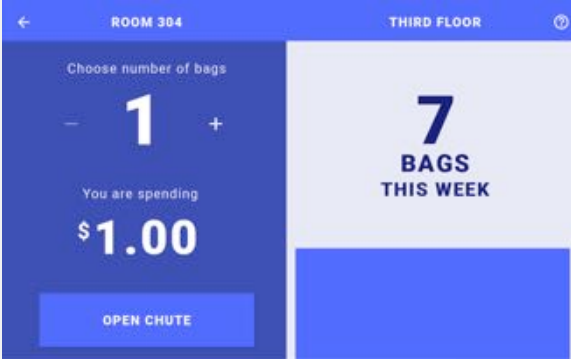 ROOM 304
Choose number of bags
− 1 +
You are spending
$1.00
OPEN CHUTE
THIRD FLOOR
7
BAGS
THIS WEEK